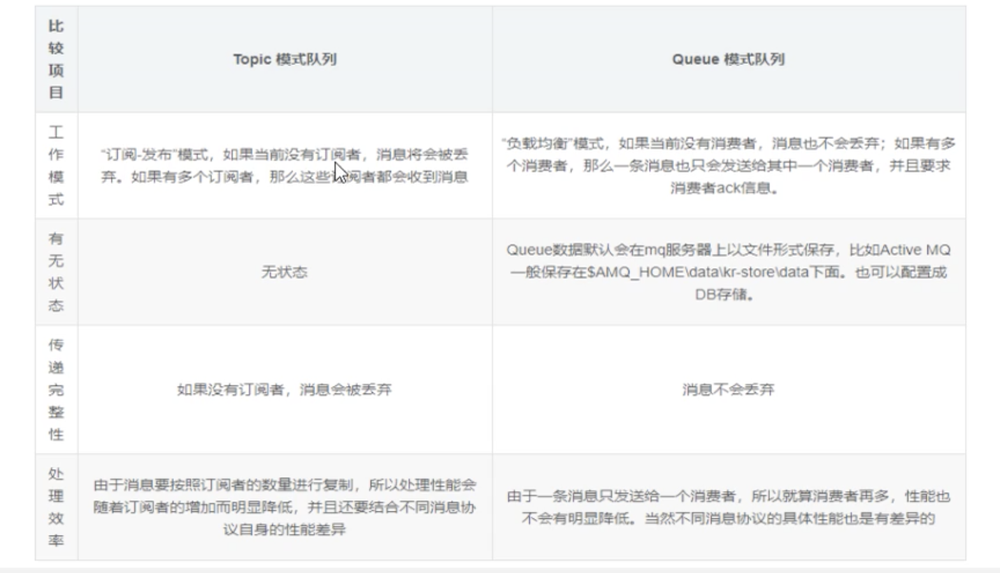 比
较
项
目
Topic 模式队列
Queue 模式队列
工
作
模
式
“订阅-发布”模式，如果当前没有订阅者，消息将会被丢
弃。如果有多个订阅者，那么这些订阅者都会收到消息
“负载均衡”模式，如果当前没有消费者，消息也不会丢弃；如果有多
个消费者，那么一条消息也只会发送给其中一个消费者，并且要求
消费者ack信息。
有
无
状
态
无状态
Queue数据默认会在mq服务器上以文件形式保存，比如Active MQ
一般保存在$AMQ_HOME\data\kr-store\data下面。也可以配置成
DB存储。
传
递
完
整
性
如果没有订阅者，消息会被丢弃
消息不会丢弃
处
理
效
率
由于消息要按照订阅者的数量进行复制，所以处理性能会
随着订阅者的增加而明显降低，并且还要结合不同消息协
议自身的性能差异
由于一条消息只发送给一个消费者，所以就算消费者再多，性能也
不会有明显降低。当然不同消息协议的具体性能也是有差异的